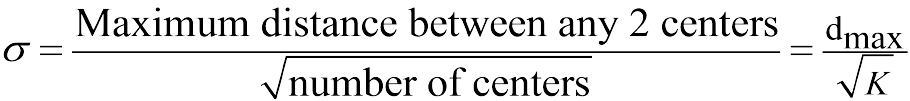 σ = Maximum distance between any 2 centers / √number of centers = d_max / √K